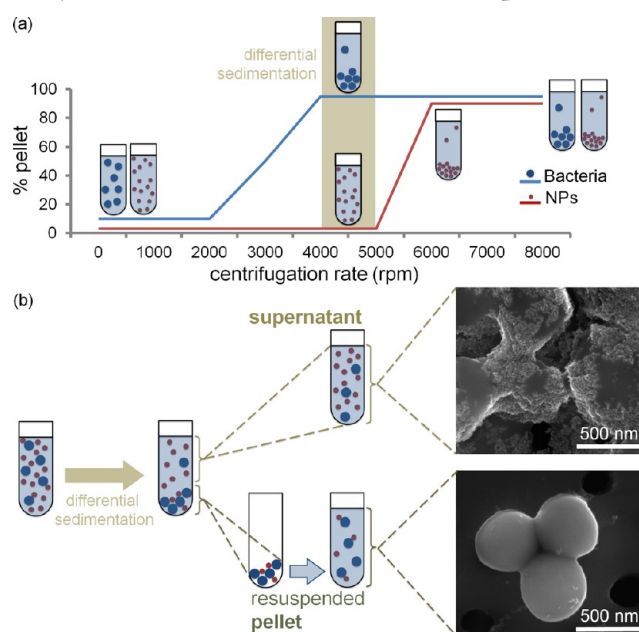 (a)
differential
sedimentation
100
80
60
40
20
0
% pellet
Bacteria
NPs
0 1000 2000 3000 4000 5000 6000 7000 8000
centrifugation rate (rpm)
(b)
supernatant
500 nm
differential
sedimentation
resuspended
pellet
500 nm